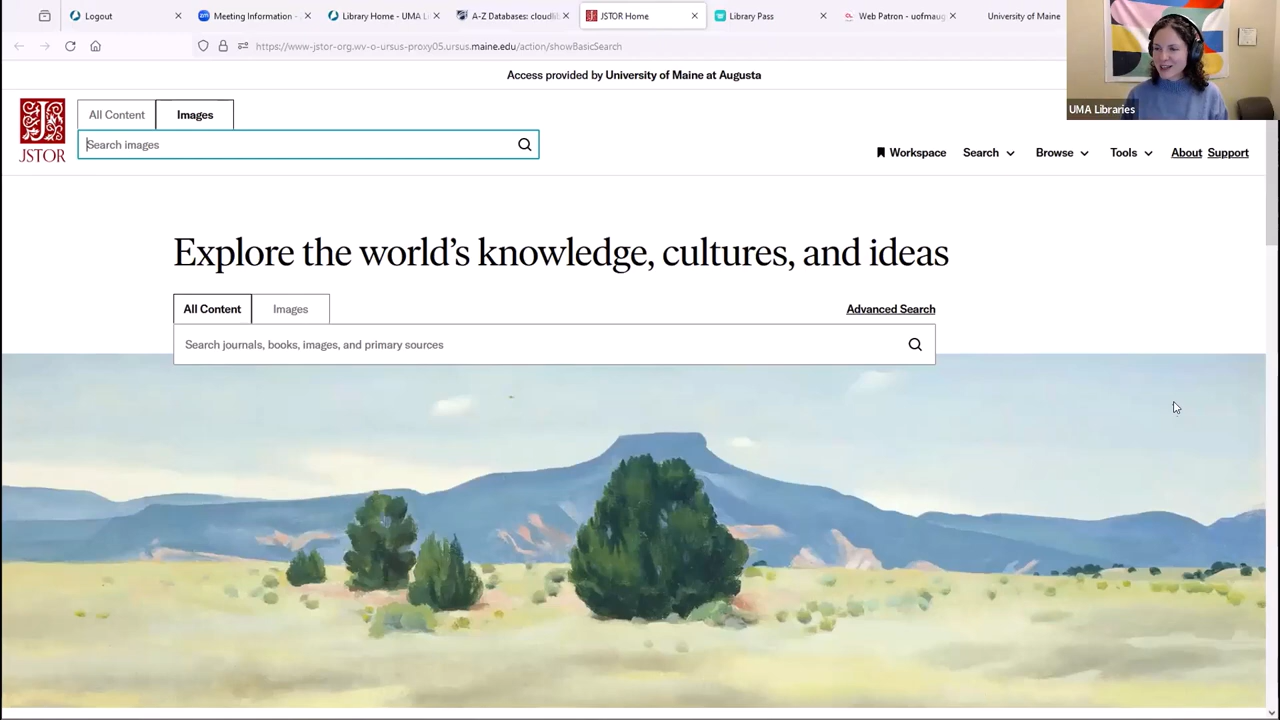 Logout
Meeting Information -
Library Home - UMA L
A-Z Databases: cloudli
JSTOR Home
Library Pass
Web Patron - uofmaug
University of Maine
https://www-jstor-org.wv-o-ursus-proxy05.ursus.maine.edu/action/showBasicSearch
UMA Libraries
Access provided by University of Maine at Augusta
All Content
Images
Search images
JSTOR
Workspace
Search
Browse
Tools
About
Support
Explore the world's knowledge, cultures, and ideas
All Content
Images
Advanced Search
Search journals, books, images, and primary sources